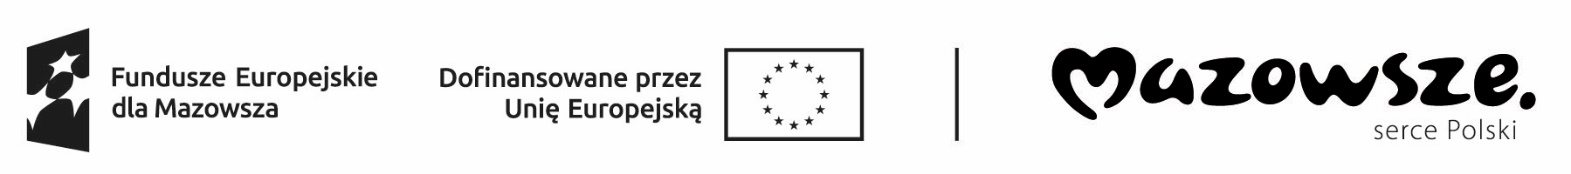 Fundusze Europejskie
dla Mazowsza
Dofinansowane przez
Unię Europejską
Mazowsze.
serce Polski